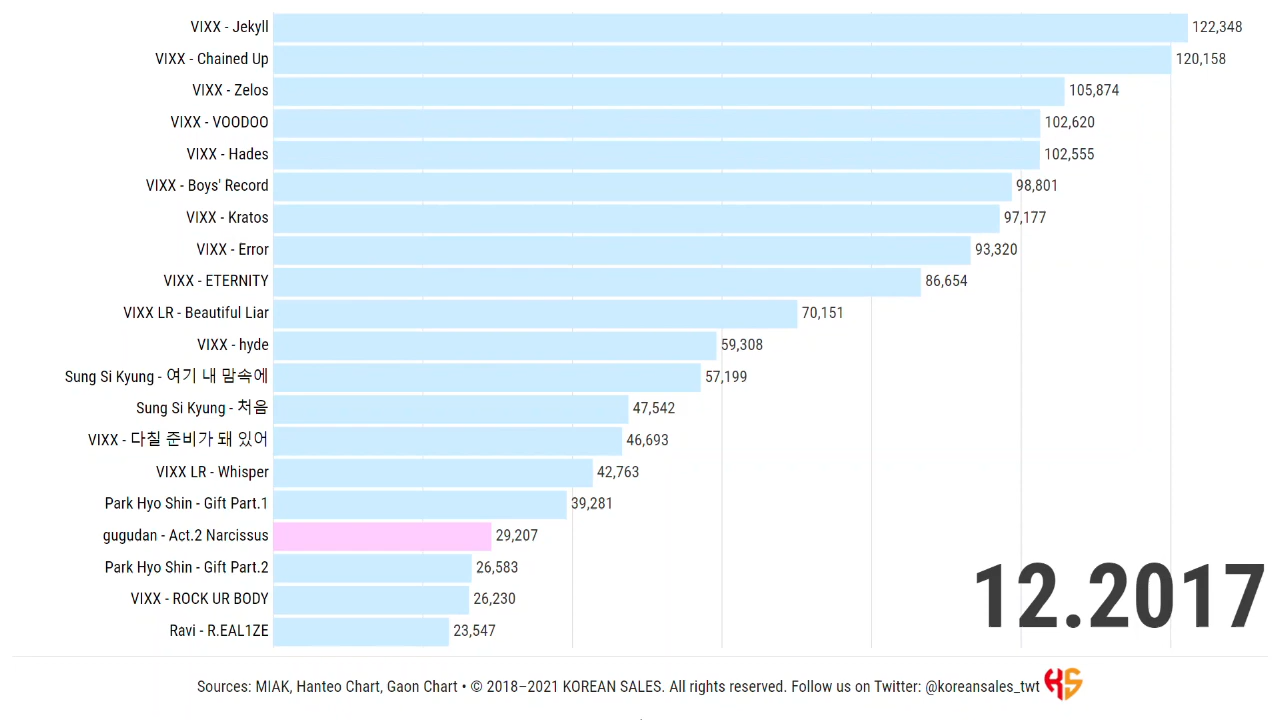 VIXX - Jekyll 122,348
VIXX - Chained Up 120,158
VIXX - Zelos 105,874
VIXX - VOODOO 102,620
VIXX - Hades 102,555
VIXX - Boys' Record 98,801
VIXX - Kratos 97,177
VIXX - Error 93,320
VIXX - ETERNITY 86,654
VIXX LR - Beautiful Liar 70,151
VIXX - hyde 59,308
Sung Si Kyung - 여기 내 맘속에 57,199
Sung Si Kyung - 처음 47,542
VIXX - 다칠 준비가 돼 있어 46,693
VIXX LR - Whisper 42,763
Park Hyo Shin - Gift Part.1 39,281
gugudan - Act.2 Narcissus 29,207
Park Hyo Shin - Gift Part.2 26,583
VIXX - ROCK UR BODY 26,230
Ravi - R.EAL1ZE 23,547
12.2017
Sources: MIAK, Hanteo Chart, Gaon Chart • © 2018–2021 KOREAN SALES. All rights reserved. Follow us on Twitter: @koreansales_twt KS